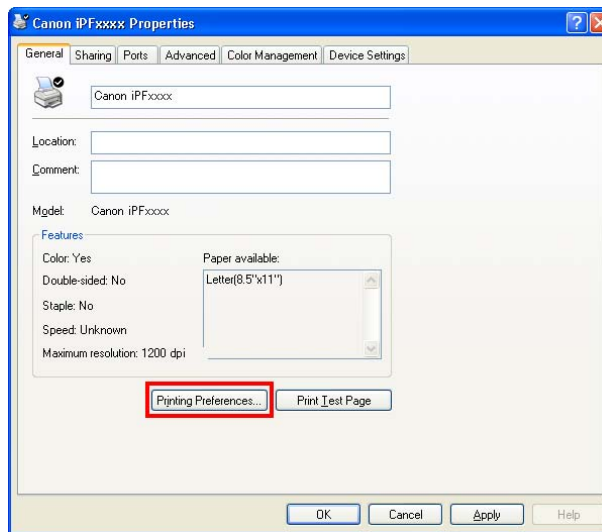 Canon iPFxxxx Properties
General Sharing Ports Advanced Color Management Device Settings
Canon iPFxxxx
Location:
Comment:
Model: Canon iPFxxxx
Features
Color: Yes Paper available:
Double-sided: No Letter(8.5"x11")
Staple: No
Speed: Unknown
Maximum resolution: 1200 dpi
Printing Preferences... Print Test Page
OK Cancel Apply Help